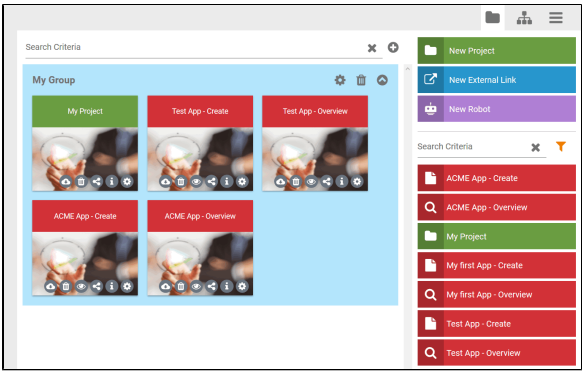 Search Criteria
My Group
My Project
Test App - Create
Test App - Overview
ACME App - Create
ACME App - Overview
New Project
New External Link
New Robot
Search Criteria
ACME App - Create
ACME App - Overview
My Project
My first App - Create
My first App - Overview
Test App - Create
Test App - Overview